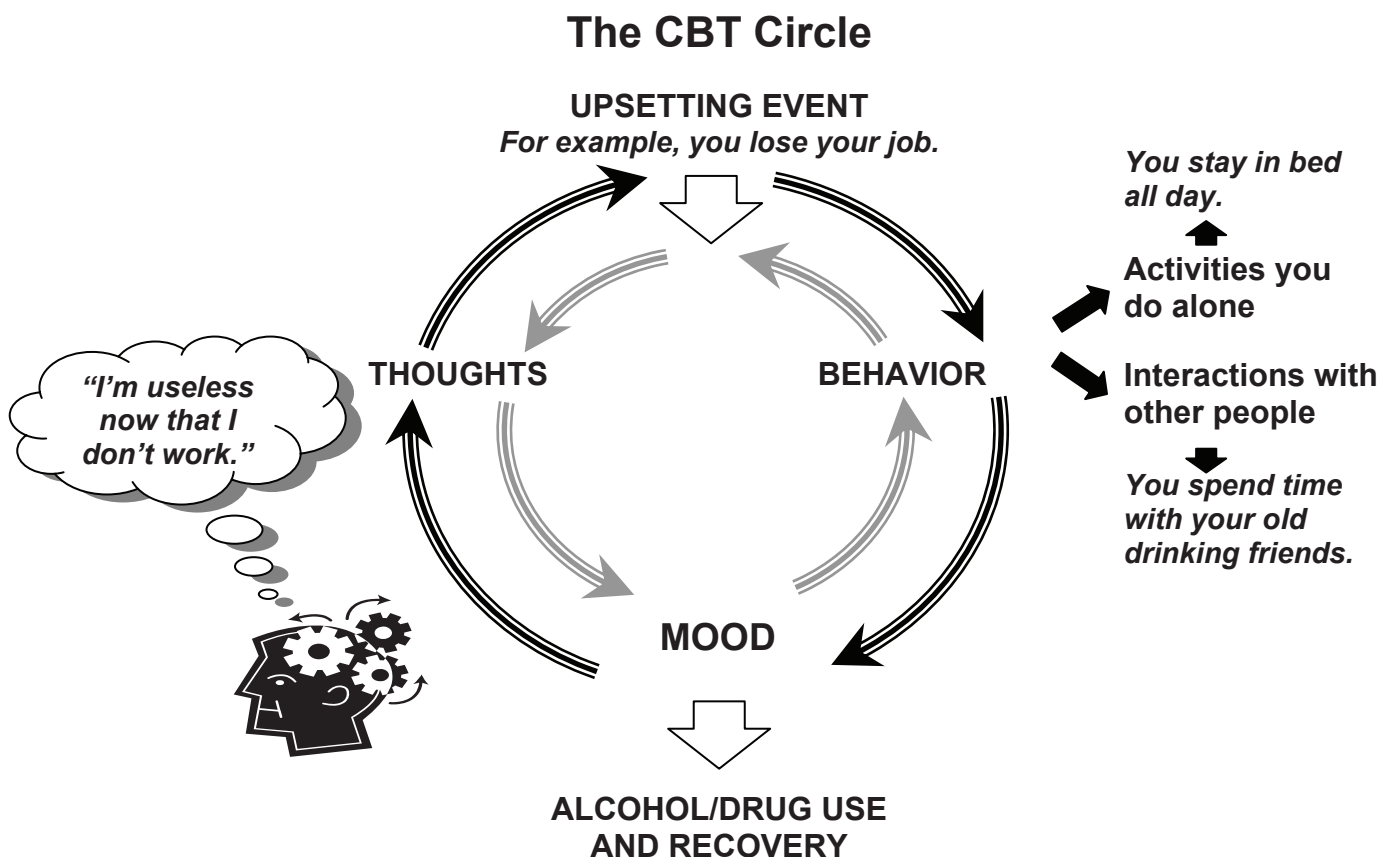 The CBT Circle
UPSETTING EVENT
For example, you lose your job.
You stay in bed
all day.
Activities you
do alone
THOUGHTS
BEHAVIOR
“I’m useless
now that I
don’t work.”
Interactions with
other people
You spend time
with your old
drinking friends.
MOOD
ALCOHOL/DRUG USE
AND RECOVERY